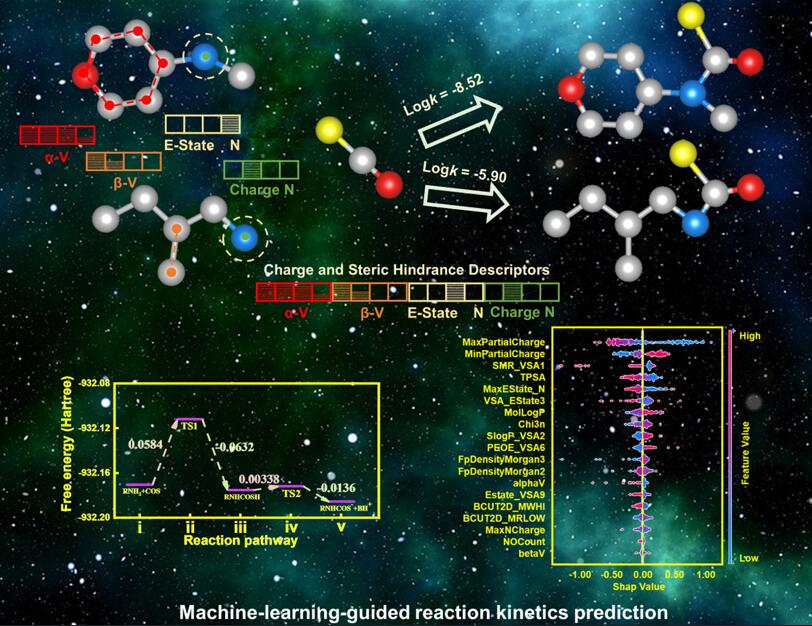 Logk = -8.52
α-V
E-State N
β-V
Charge N
Logk = -5.90
Charge and Steric Hindrance Descriptors
α-V β-V E-State N Charge N
Free energy (Hartree)
-932.08
-932.12
-932.16
-932.20
0.0584
TS1
-0.0632
0.00338
-0.0136
RNH₂+COS
RNHCOSH
TS2
RNHCOS⁻+BH⁺
i ii iii iv v
Reaction pathway
MaxPartialCharge
MinPartialCharge
SMR_VSA1
TPSA
MaxEState_N
VSA_EState3
MolLogP
Chi3n
SlogP_VSA2
PEOE_VSA6
FpDensityMorgan3
FpDensityMorgan2
alphaV
Estate_VSA9
BCUT2D_MWHI
BCUT2D_MRLOW
MaxNCharge
NOCount
betaV
-1.00 -0.50 0.00 0.50 1.00
Shap Value
High
Feature Value
Low
Machine-learning-guided reaction kinetics prediction